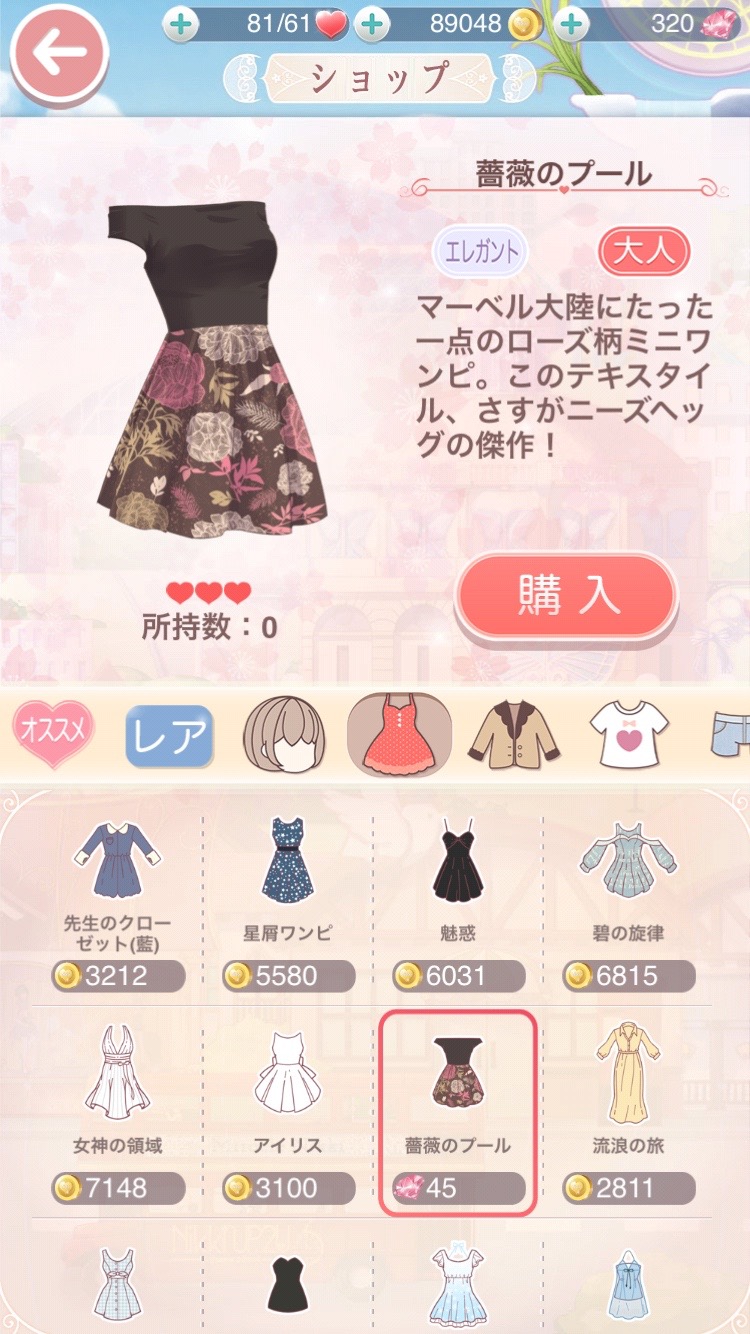 81/61
89048
320
ショップ
薔薇のプール
エレガント
大人
マーベル大陸にたった
一点のローズ柄ミニワ
ンピ。このテキスタイ
ル、さすがニーズヘッ
グの傑作！
所持数：0
購入
オススメ
レア
先生のクロー
ゼット(藍)
星屑ワンピ
魅惑
碧の旋律
3212
5580
6031
6815
女神の領域
アイリス
薔薇のプール
流浪の旅
7148
3100
45
2811